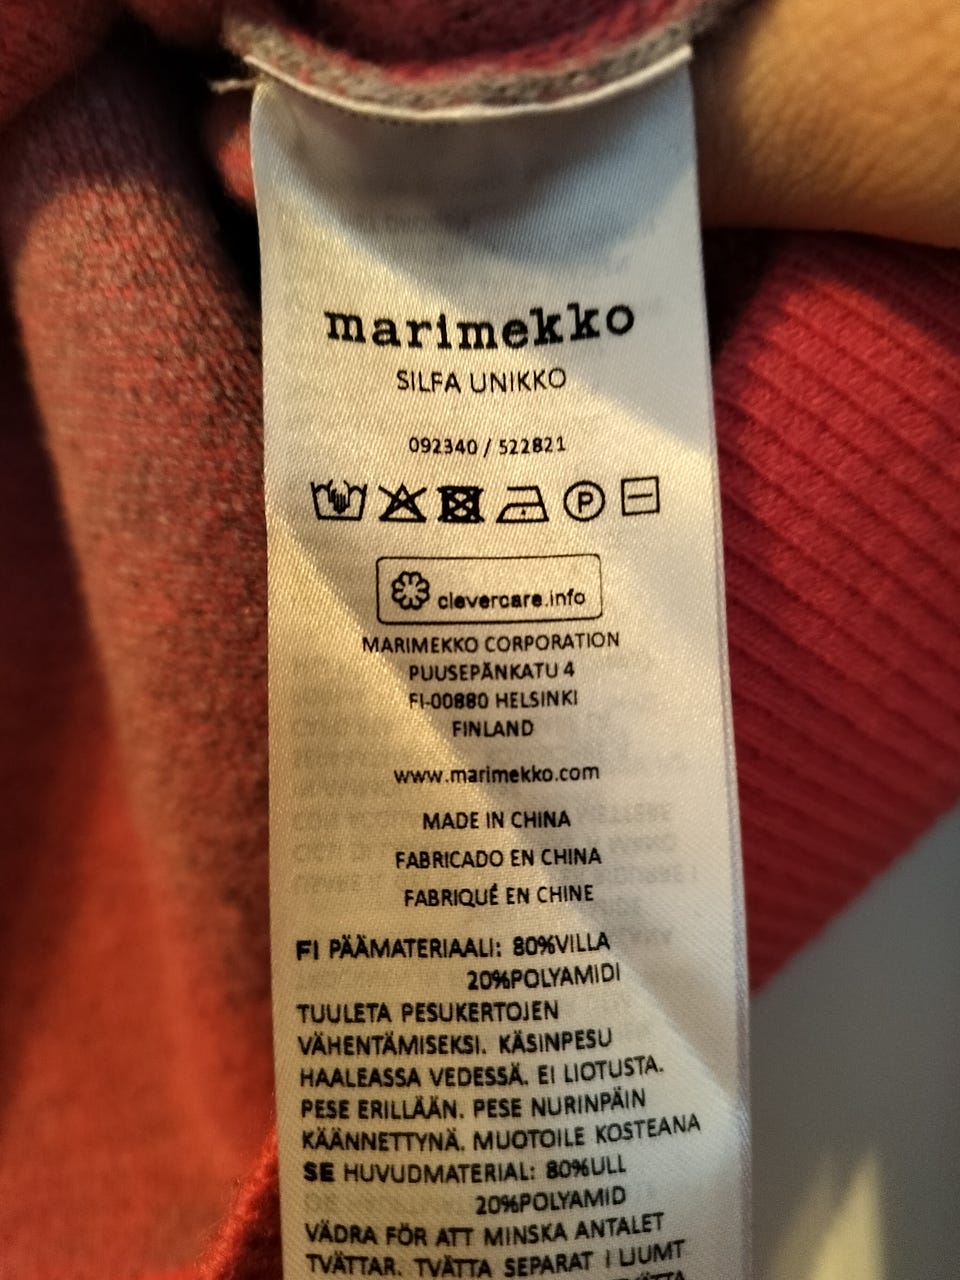 marimekko
SILFA UNIKKO
092340 / 522821
P
clevercare.info
MARIMEKKO CORPORATION
PUUSEPÄNKATU 4
FI-00880 HELSINKI
FINLAND
www.marimekko.com
MADE IN CHINA
FABRICADO EN CHINA
FABRIQUÉ EN CHINE
FI PÄÄMATERIAALI: 80%VILLA
20%POLYAMIDI
TUULETA PESUKERTOJEN
VÄHENTÄMISEKSI. KÄSINPESU
HAALEASSA VEDESSÄ. EI LIOTUSTA.
PESE ERILLÄÄN. PESE NURINPÄIN
KÄÄNNETTYNÄ. MUOTOILE KOSTEANA
SE HUVUDMATERIAL: 80%ULL
20%POLYAMID
VÄDRA FÖR ATT MINSKA ANTALET
TVÄTTAR. TVÄTTA SEPARAT I LJUMT